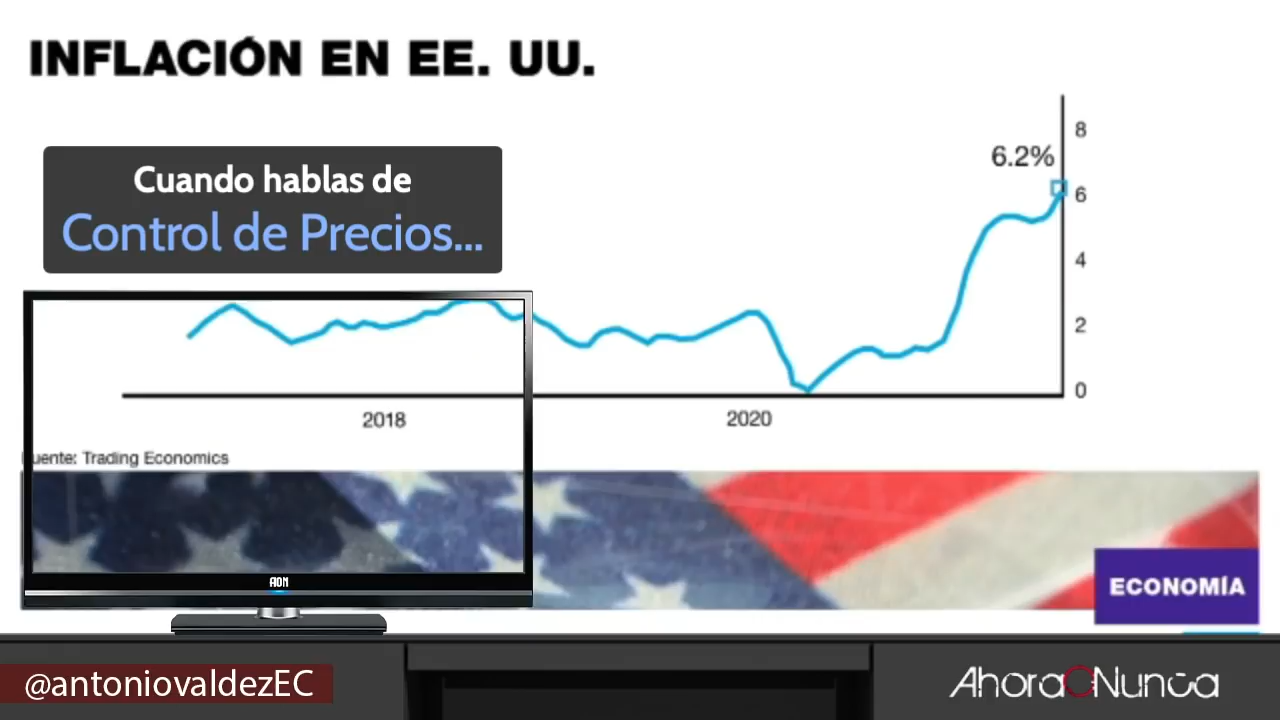 INFLACIÓN EN EE. UU.
Cuando hablas de
Control de Precios...
6.2%
8
6
4
2
0
2018
2020
uente: Trading Economics
AON
ECONOMÍA
@antoniovaldezEC
AhoraONunca